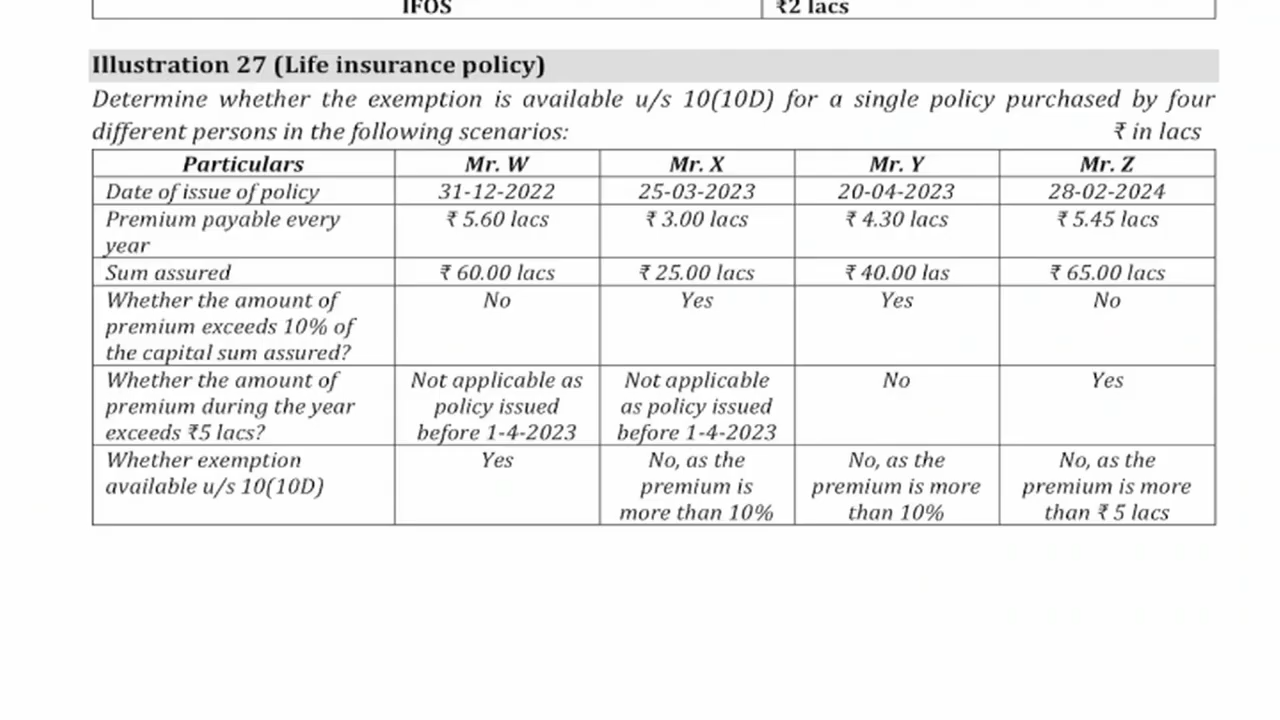 IFOS ₹2 lacs
Illustration 27 (Life insurance policy)
Determine whether the exemption is available u/s 10(10D) for a single policy purchased by four
different persons in the following scenarios: ₹ in lacs
Particulars Mr. W Mr. X Mr. Y Mr. Z
Date of issue of policy 31-12-2022 25-03-2023 20-04-2023 28-02-2024
Premium payable every ₹ 5.60 lacs ₹ 3.00 lacs ₹ 4.30 lacs ₹ 5.45 lacs
year
Sum assured ₹ 60.00 lacs ₹ 25.00 lacs ₹ 40.00 las ₹ 65.00 lacs
Whether the amount of No Yes Yes No
premium exceeds 10% of
the capital sum assured?
Whether the amount of Not applicable as Not applicable No Yes
premium during the year policy issued as policy issued
exceeds ₹5 lacs? before 1-4-2023 before 1-4-2023
Whether exemption Yes No, as the No, as the No, as the
available u/s 10(10D) premium is premium is more premium is more
more than 10% than 10% than ₹ 5 lacs